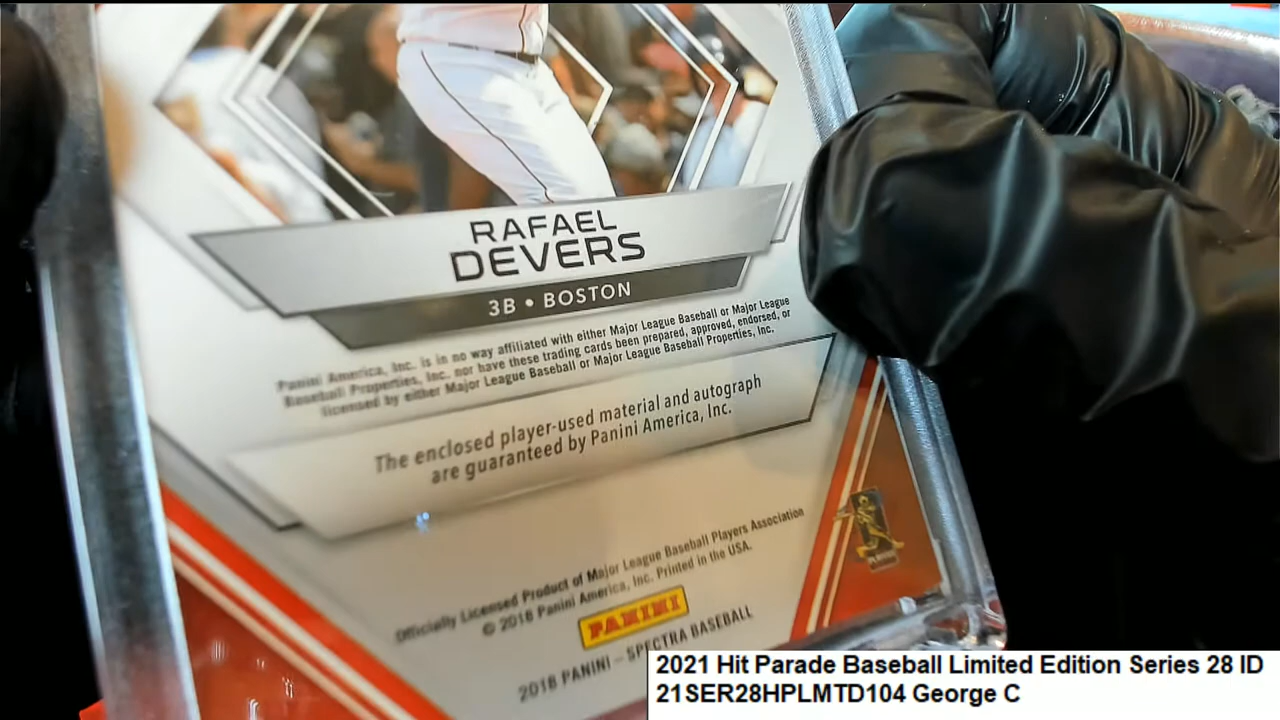 RAFAEL
DEVERS
3B • BOSTON
Panini America, Inc. is in no way affiliated with either Major League Baseball or Major League
Baseball Properties, Inc. nor have these trading cards been prepared, approved, endorsed, or
licensed by either Major League Baseball or Major League Baseball Properties, Inc.
The enclosed player-used material and autograph
are guaranteed by Panini America, Inc.
Officially Licensed Product of Major League Baseball Players Association
© 2018 Panini America, Inc. Printed in the USA.
PANINI
2018 PANINI – SPECTRA BASEBALL
2021 Hit Parade Baseball Limited Edition Series 28 ID
21SER28HPLMTD104 George C